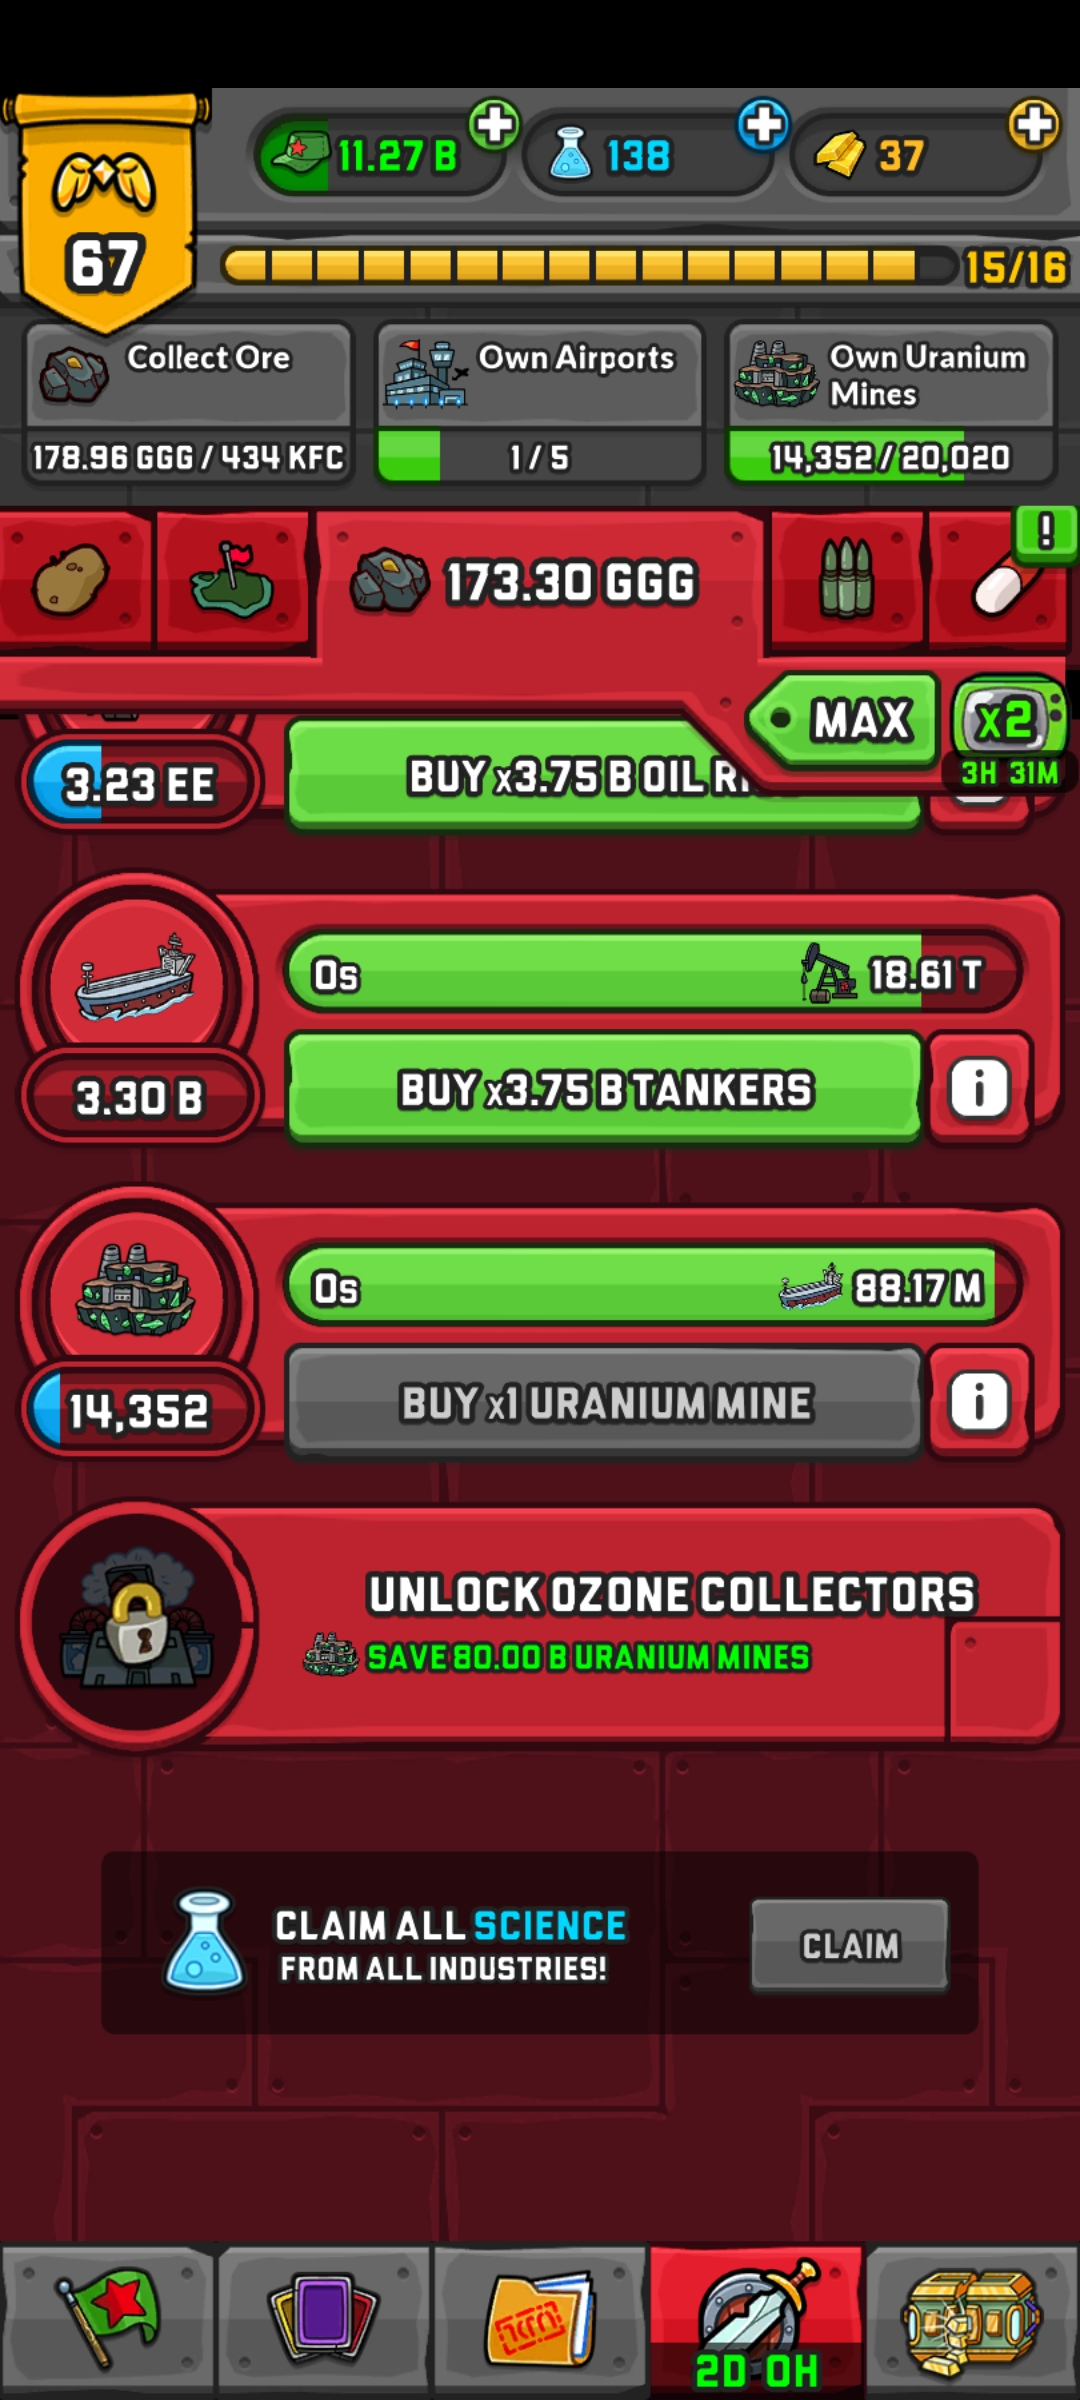 11.27 B
138
37
67
15/16
Collect Ore
178.96 GGG / 434 KFC
Own Airports
1 / 5
Own Uranium
Mines
14,352 / 20,020
173.30 GGG
!
MAX
x2
3H 31M
3.23 EE
BUY x3.75 B OIL
0s
18.61 T
3.30 B
BUY x3.75 B TANKERS
i
0s
88.17 M
14,352
BUY x1 URANIUM MINE
i
UNLOCK OZONE COLLECTORS
SAVE 80.00 B URANIUM MINES
CLAIM ALL SCIENCE
FROM ALL INDUSTRIES!
CLAIM
2D 0H